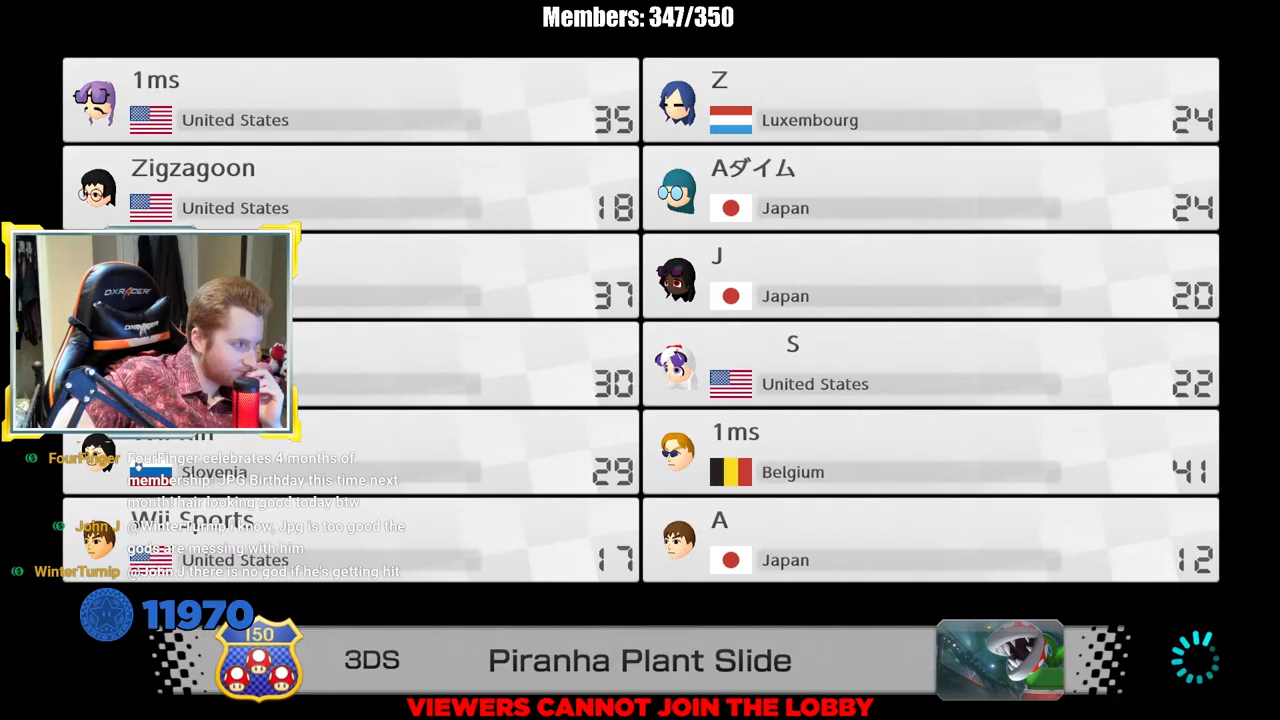 Members: 347/350
1ms
United States
35
Z
Luxembourg
24
Zigzagoon
United States
18
Aダイム
Japan
24
37
J
Japan
20
30
S
United States
22
Slovenia
29
1ms
Belgium
41
Wii Sports
United States
17
A
Japan
12
DXRACER
FourFinger FourFinger celebrates 4 months of
membership. JPG Birthday this time next
month! hair looking good today btw
John J @WinterTurnip I know, Jpg is too good the
gods are messing with him
WinterTurnip @John J there is no god if he's getting hit
11970
150
3DS
Piranha Plant Slide
VIEWERS CANNOT JOIN THE LOBBY